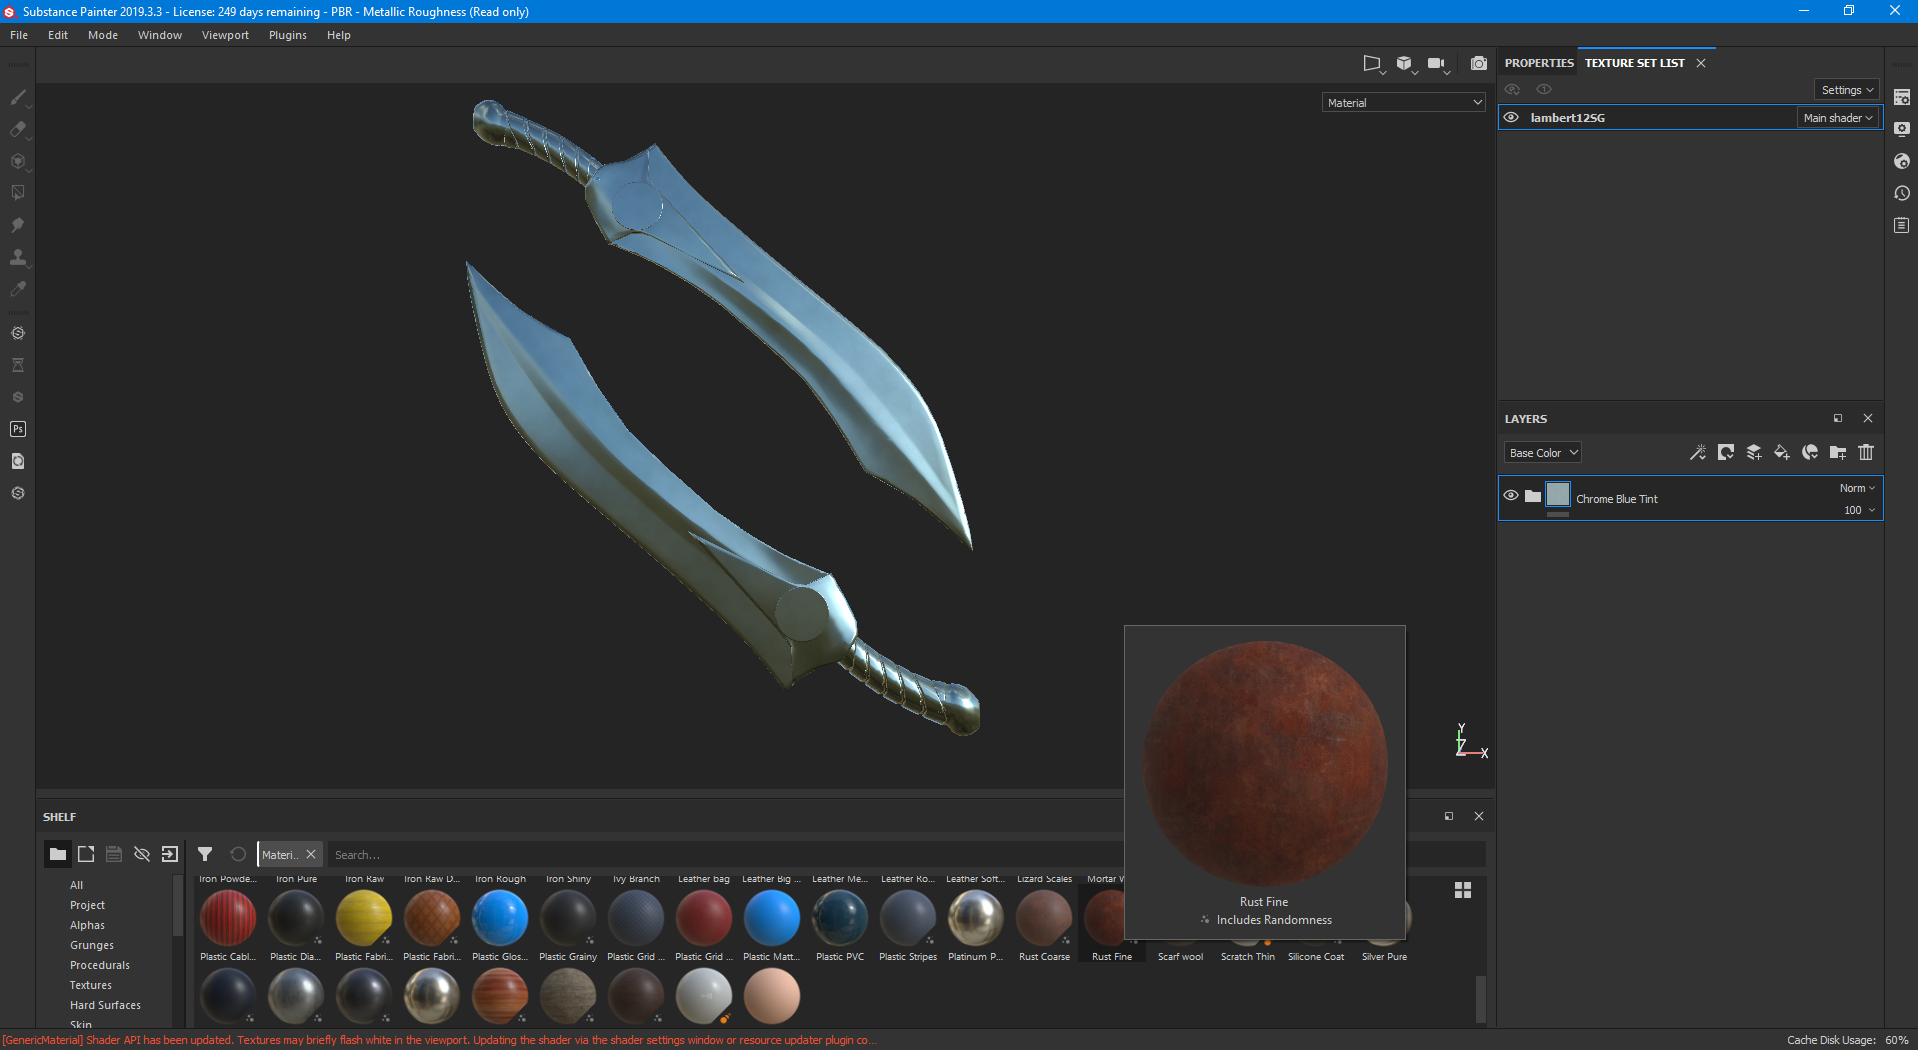 Substance Painter 2019.3.3 - License: 249 days remaining - PBR - Metallic Roughness (Read only)
File Edit Mode Window Viewport Plugins Help
Material
PROPERTIES TEXTURE SET LIST
Settings
lambert12SG Main shader
LAYERS
Base Color
Chrome Blue Tint Norm
100
Ps
Y
Z X
SHELF
Materi.. Search...
All
Project
Alphas
Grunges
Procedurals
Textures
Hard Surfaces
Skin
Iron Powde... Iron Pure Iron Raw Iron Raw D... Iron Rough Iron Shiny Ivy Branch Leather bag Leather Big ... Leather Me... Leather Ro... Leather Soft... Lizard Scales Mortar W
Plastic Cabl... Plastic Dia... Plastic Fabri... Plastic Fabri... Plastic Glos... Plastic Grainy Plastic Grid ... Plastic Grid ... Plastic Matt... Plastic PVC Plastic Stripes Platinum P... Rust Coarse Rust Fine Scarf wool Scratch Thin Silicone Coat Silver Pure
Rust Fine
Includes Randomness
[GenericMaterial] Shader API has been updated. Textures may briefly flash white in the viewport. Updating the shader via the shader settings window or resource updater plugin co...
Cache Disk Usage: 60%